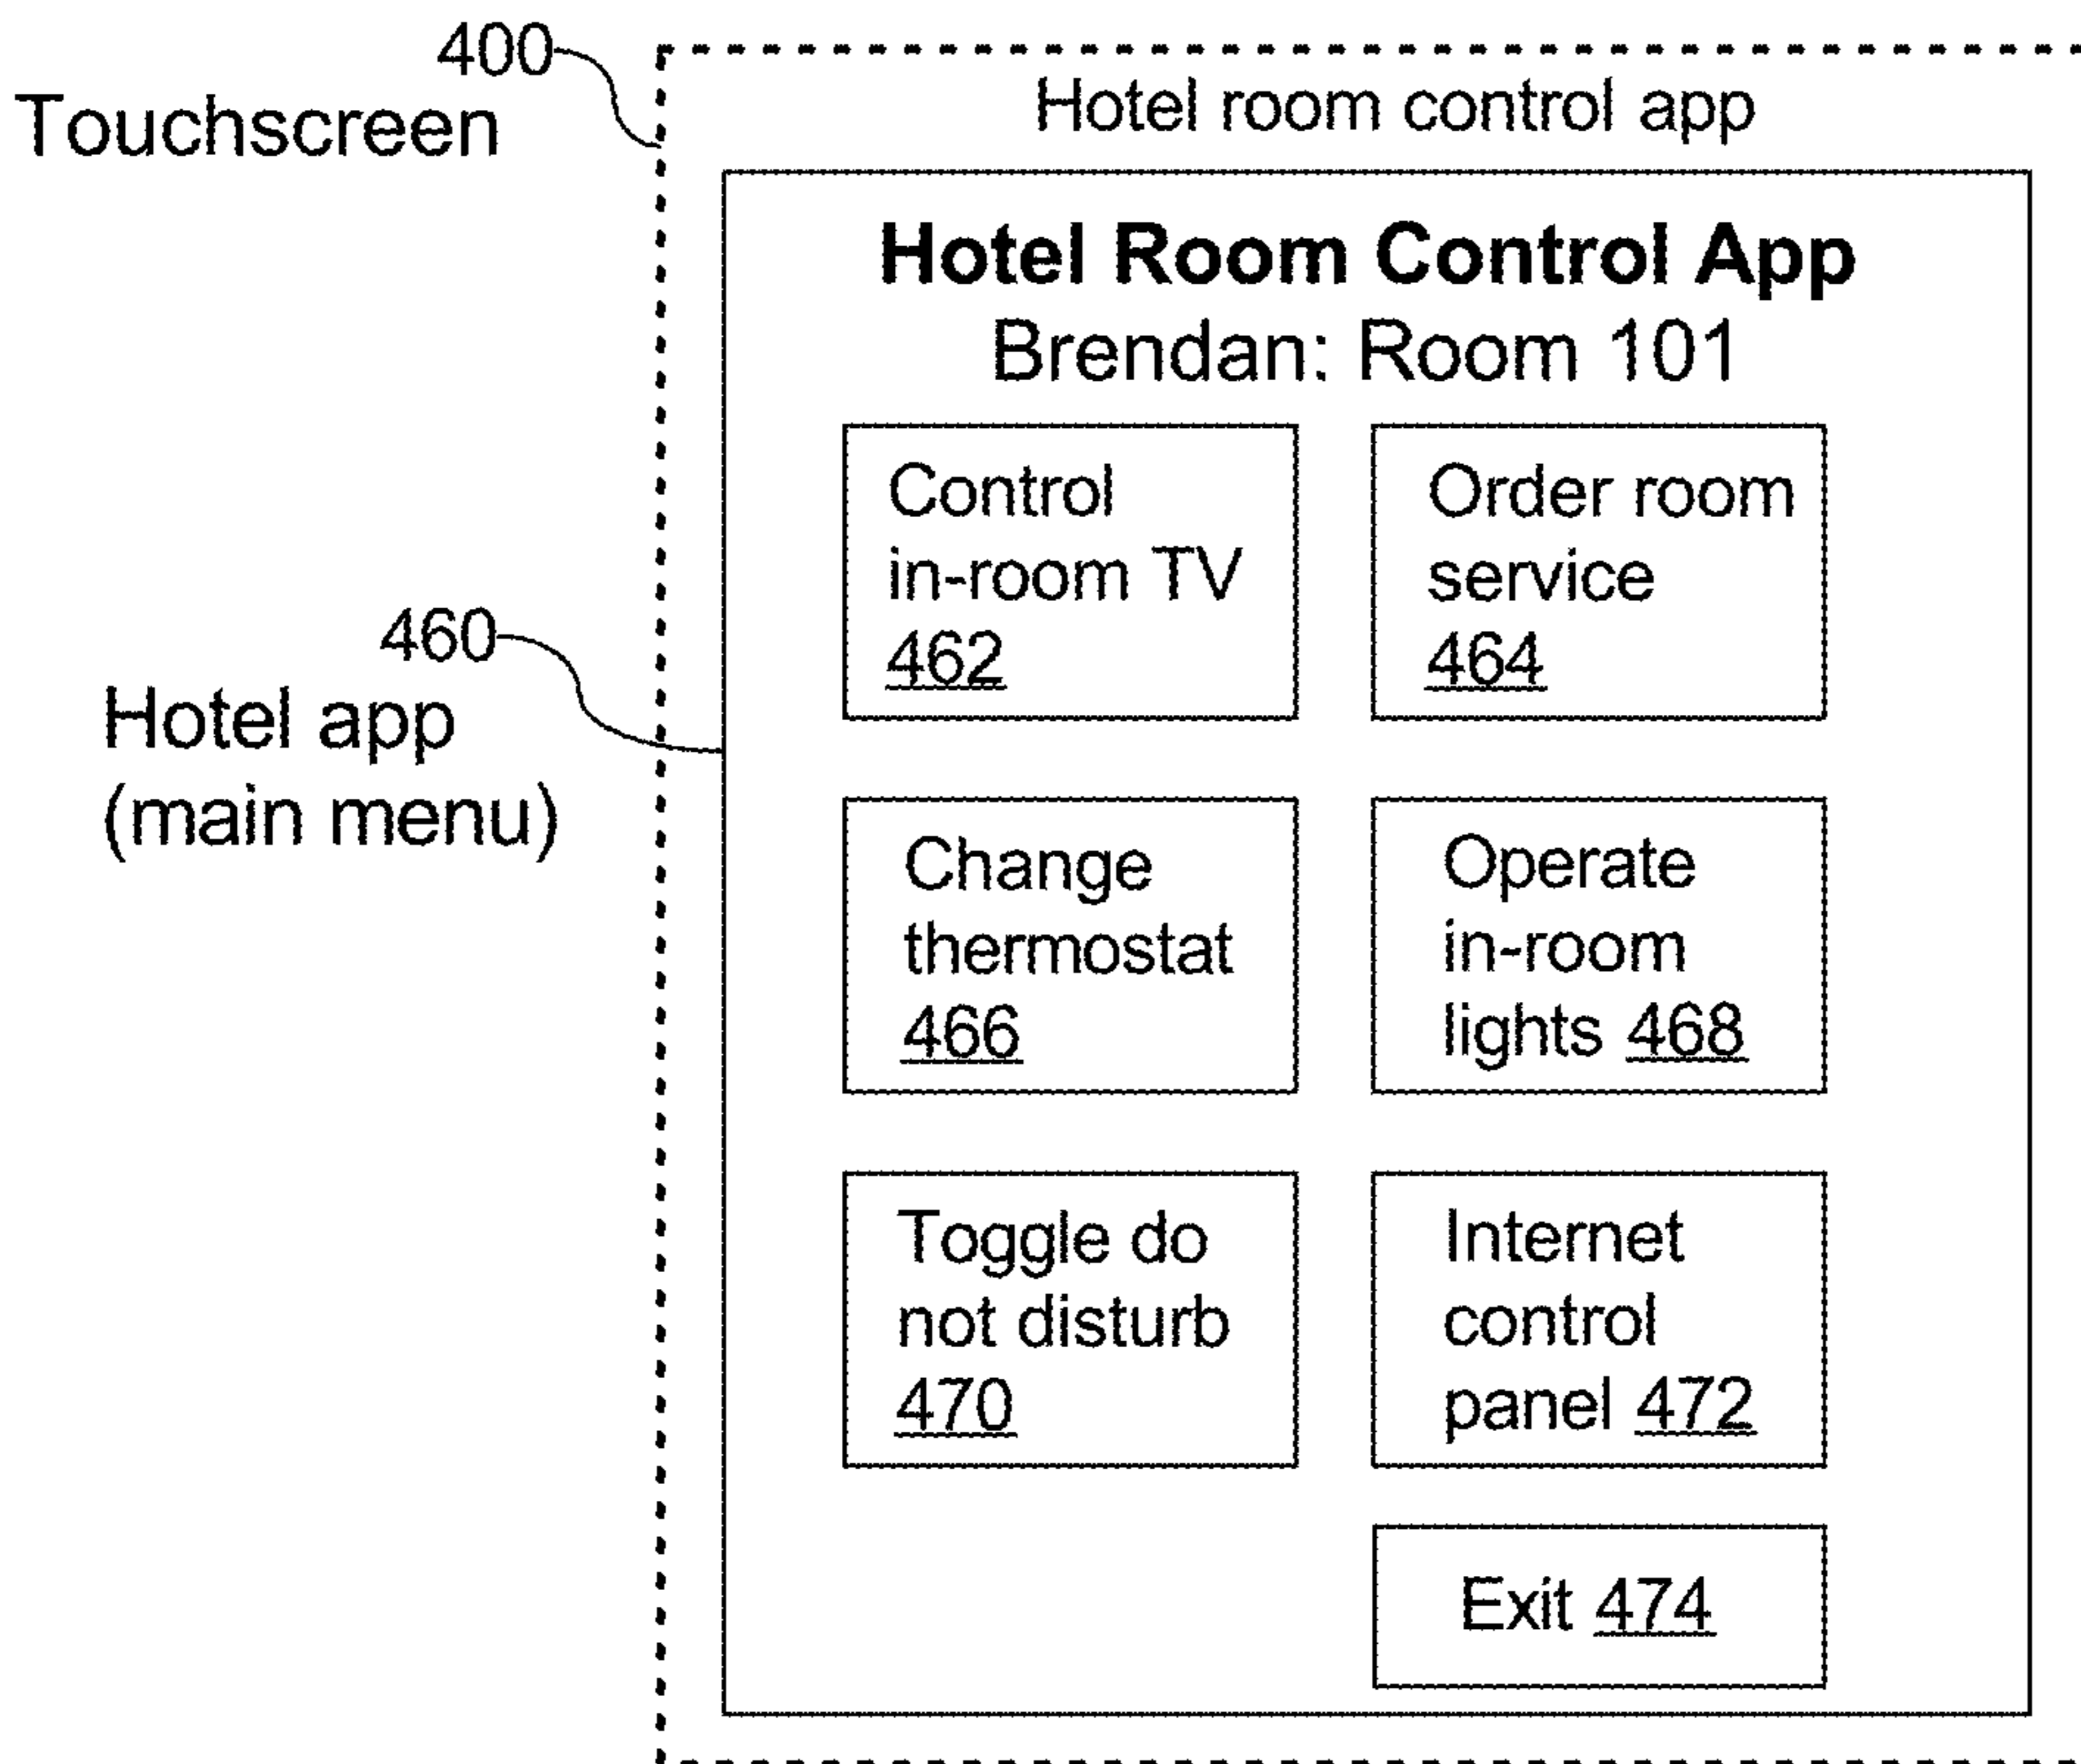 400
Touchscreen
Hotel room control app
Hotel Room Control App
Brendan: Room 101
Control
in-room TV
462
Order room
service
464
460
Hotel app
(main menu)
Change
thermostat
466
Operate
in-room
lights 468
Toggle do
not disturb
470
Internet
control
panel 472
Exit 474